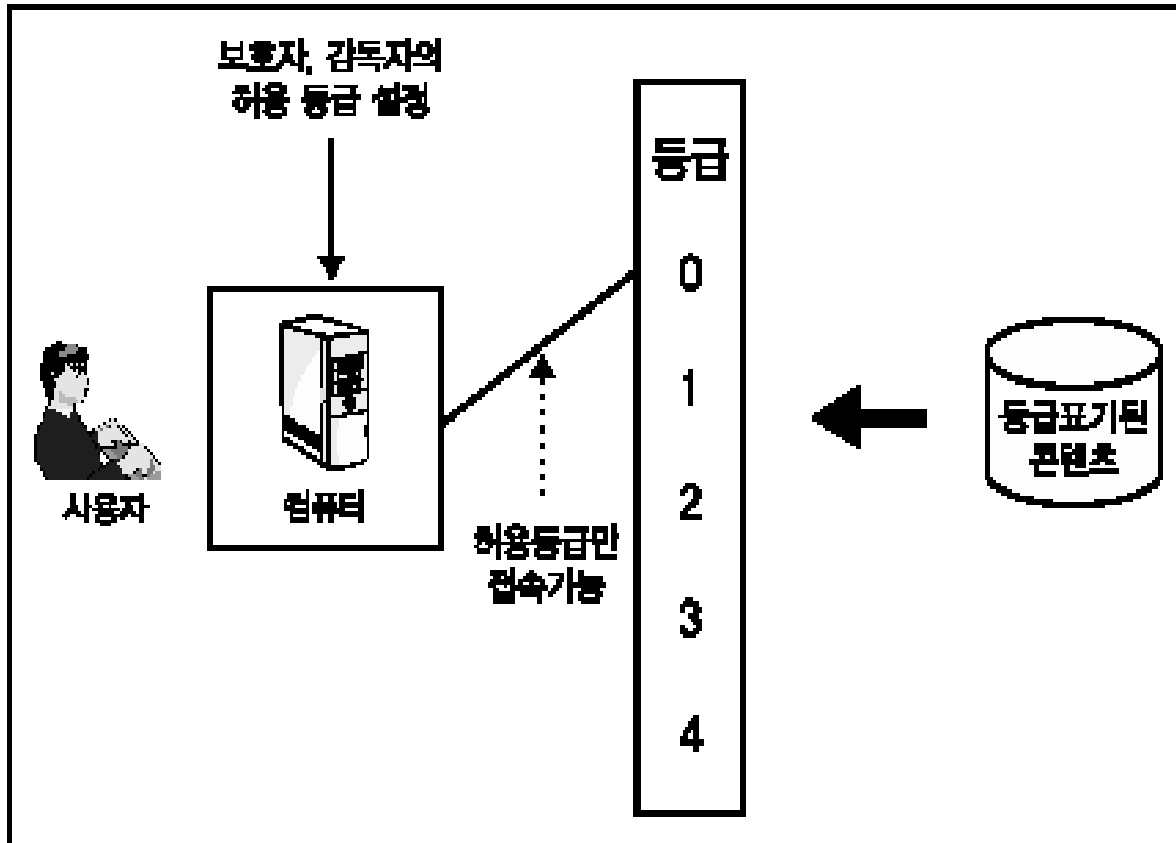 보호자, 감독자의
허용 등급 설정
등급
0
1
2
3
4
사용자
컴퓨터
허용등급만
접속가능
등급표기된
콘텐츠